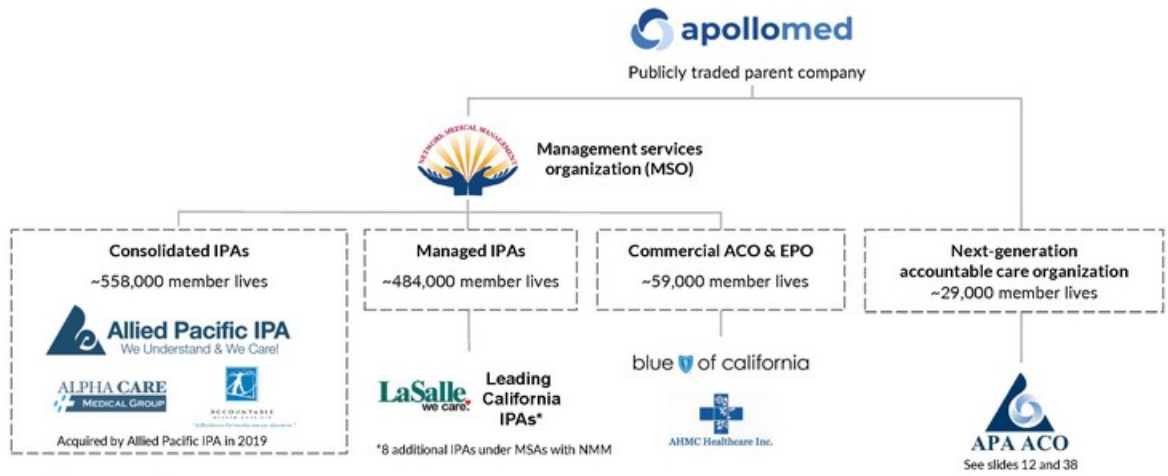 apollomed
Publicly traded parent company
NETWORK MEDICAL MANAGEMENT
Management services
organization (MSO)
Consolidated IPAs
~558,000 member lives
Allied Pacific IPA
We Understand & We Care!
ALPHA CARE
MEDICAL GROUP
ACCOUNTABLE
Acquired by Allied Pacific IPA in 2019
Managed IPAs
~484,000 member lives
LaSalle
we care.
Leading
California
IPAs*
*8 additional IPAs under MSAs with NMM
Commercial ACO & EPO
~59,000 member lives
blue of california
AHMC Healthcare Inc.
Next-generation
accountable care organization
~29,000 member lives
APA ACO
See slides 12 and 38